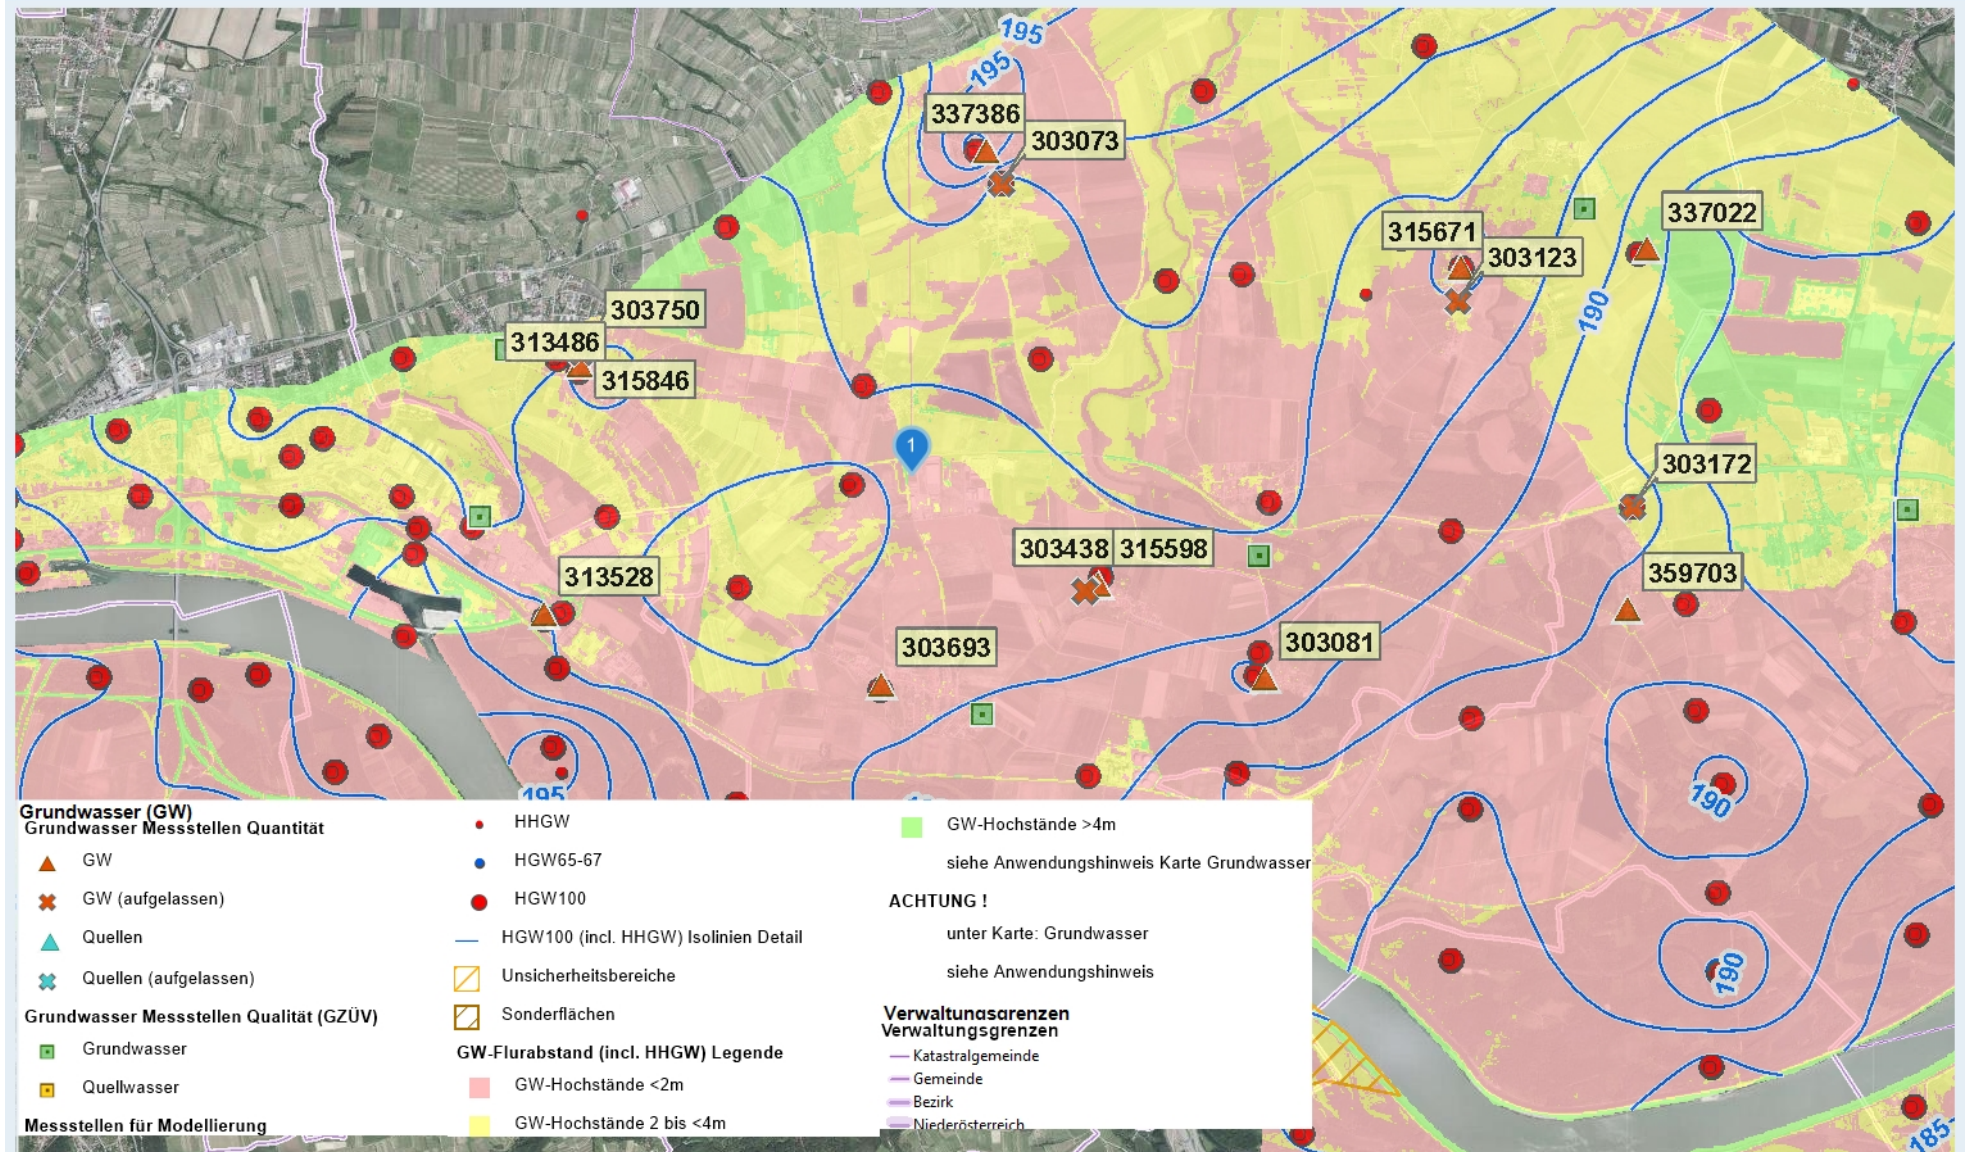 195
195
337386
303073
337022
315671
303123
190
303750
313486
315846
1
303172
303438
315598
313528
359703
303693
303081
190
195
190
185
Grundwasser (GW)
Grundwasser Messstellen Quantität
GW
GW (aufgelassen)
Quellen
Quellen (aufgelassen)
Grundwasser Messstellen Qualität (GZÜV)
Grundwasser
Quellwasser
Messstellen für Modellierung
HHGW
HGW65-67
HGW100
HGW100 (incl. HHGW) Isolinien Detail
Unsicherheitsbereiche
Sonderflächen
GW-Flurabstand (incl. HHGW) Legende
GW-Hochstände <2m
GW-Hochstände 2 bis <4m
GW-Hochstände >4m
siehe Anwendungshinweis Karte Grundwasser
ACHTUNG !
unter Karte: Grundwasser
siehe Anwendungshinweis
Verwaltungsgrenzen
Verwaltungsgrenzen
Katastralgemeinde
Gemeinde
Bezirk
Niederösterreich